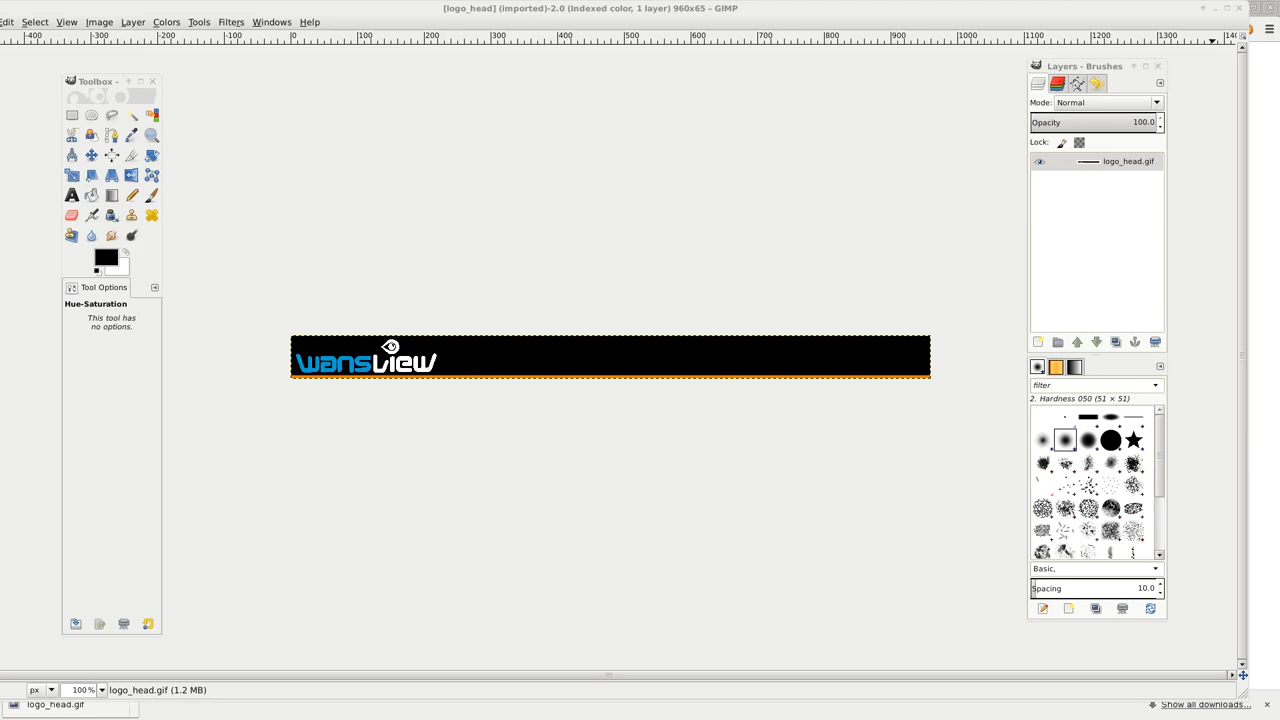 [logo_head] (imported)-2.0 (Indexed color, 1 layer) 960x65 – GIMP
Edit Select View Image Layer Colors Tools Filters Windows Help
-400 -300 -200 -100 0 100 200 300 400 500 600 700 800 900 1000 1100 1200 1300
Toolbox -
Tool Options
Hue-Saturation
This tool has
no options.
wansview
Layers - Brushes
Mode: Normal
Opacity 100.0
Lock:
logo_head.gif
filter
2. Hardness 050 (51 × 51)
Basic,
Spacing 10.0
px 100 % logo_head.gif (1.2 MB)
logo_head.gif
Show all downloads...